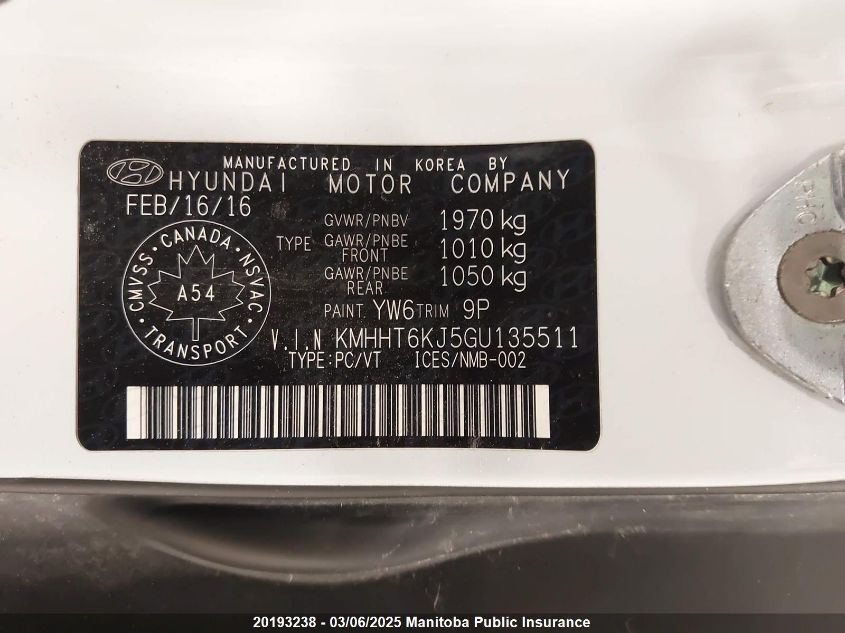 MANUFACTURED IN KOREA BY
HYUNDAI MOTOR COMPANY
FEB/16/16
GVWR/PNBV 1970 kg
TYPE GAWR/PNBE FRONT 1010 kg
GAWR/PNBE REAR 1050 kg
PAINT YW6 TRIM 9P
CMVSS · CANADA · NSVAC · TRANSPORT ·
A54
V.I.N KMHHT6KJ5GU135511
TYPE:PC/VT ICES/NMB-002
PHC
20193238 - 03/06/2025 Manitoba Public Insurance